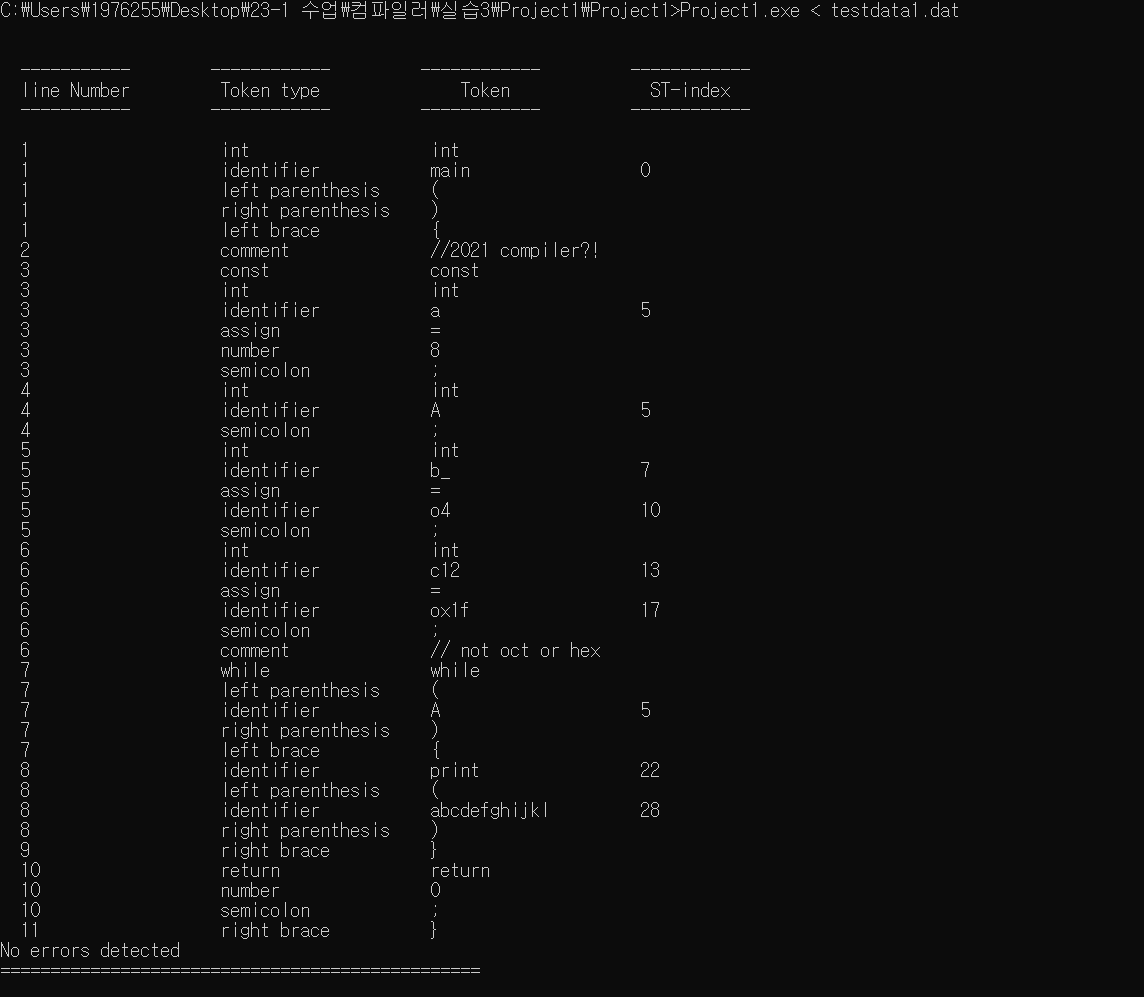 C:₩Users₩1976255₩Desktop₩23-1 수업₩컴파일러₩실습3₩Project1₩Project1>Project1.exe < testdata1.dat
----------- ------------ ------------ ------------
line Number Token type Token ST-index
----------- ------------ ------------ ------------
1 int int
1 identifier main 0
1 left parenthesis (
1 right parenthesis )
1 left brace {
2 comment //2021 compiler?!
3 const const
3 int int
3 identifier a 5
3 assign =
3 number 8
3 semicolon ;
4 int int
4 identifier A 5
4 semicolon ;
5 int int
5 identifier b_ 7
5 assign =
5 identifier o4 10
5 semicolon ;
6 int int
6 identifier c12 13
6 assign =
6 identifier ox1f 17
6 semicolon ;
6 comment // not oct or hex
7 while while
7 left parenthesis (
7 identifier A 5
7 right parenthesis )
7 left brace {
8 identifier print 22
8 left parenthesis (
8 identifier abcdefghijkl 28
8 right parenthesis )
9 right brace }
10 return return
10 number 0
10 semicolon ;
11 right brace }
No errors detected
================================================